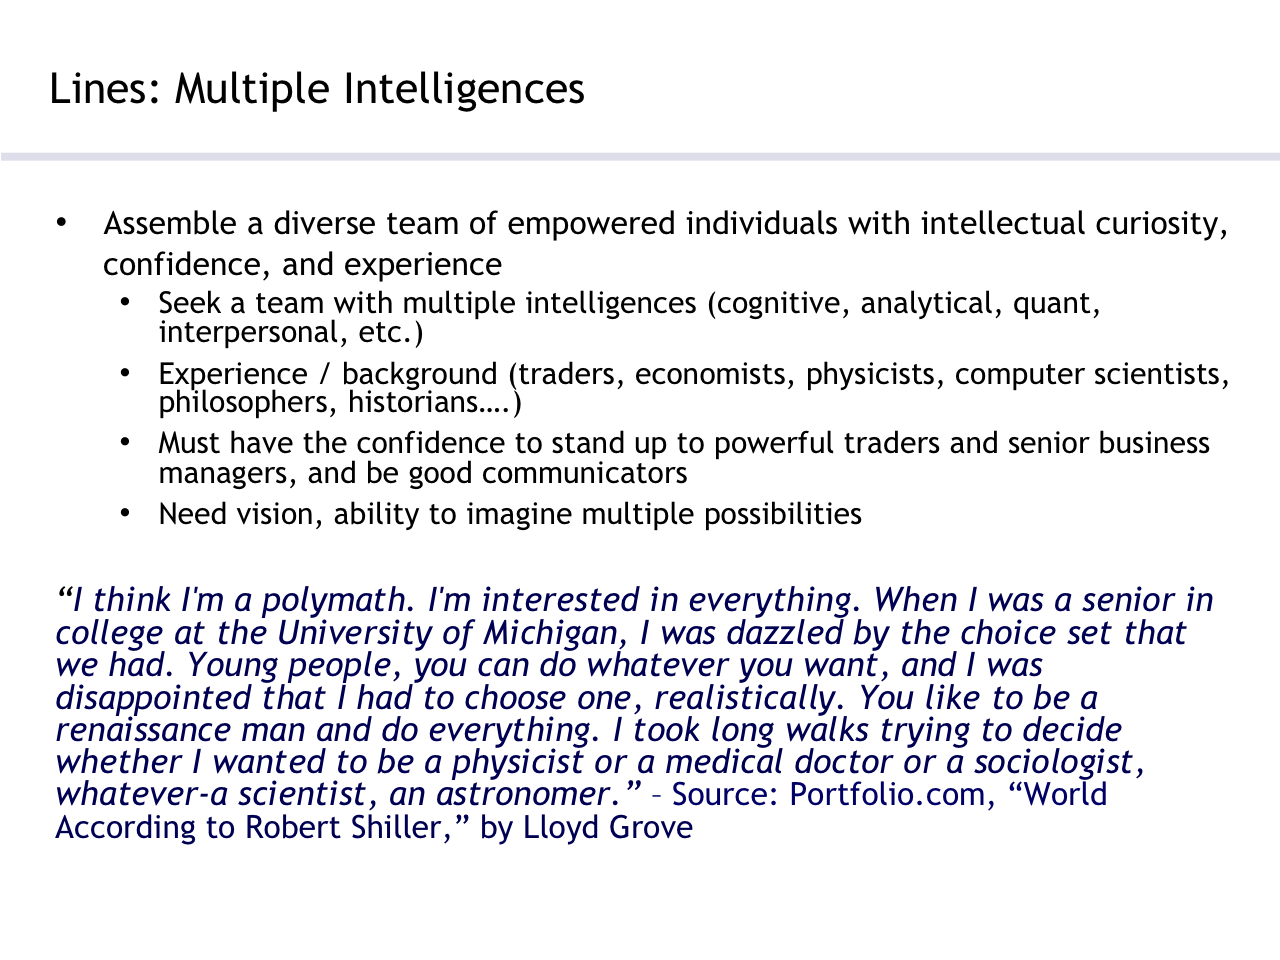 Lines: Multiple Intelligences
• Assemble a diverse team of empowered individuals with intellectual curiosity,
confidence, and experience
• Seek a team with multiple intelligences (cognitive, analytical, quant,
interpersonal, etc.)
• Experience / background (traders, economists, physicists, computer scientists,
philosophers, historians….)
• Must have the confidence to stand up to powerful traders and senior business
managers, and be good communicators
• Need vision, ability to imagine multiple possibilities
“I think I'm a polymath. I'm interested in everything. When I was a senior in
college at the University of Michigan, I was dazzled by the choice set that
we had. Young people, you can do whatever you want, and I was
disappointed that I had to choose one, realistically. You like to be a
renaissance man and do everything. I took long walks trying to decide
whether I wanted to be a physicist or a medical doctor or a sociologist,
whatever-a scientist, an astronomer.” – Source: Portfolio.com, “World
According to Robert Shiller,” by Lloyd Grove